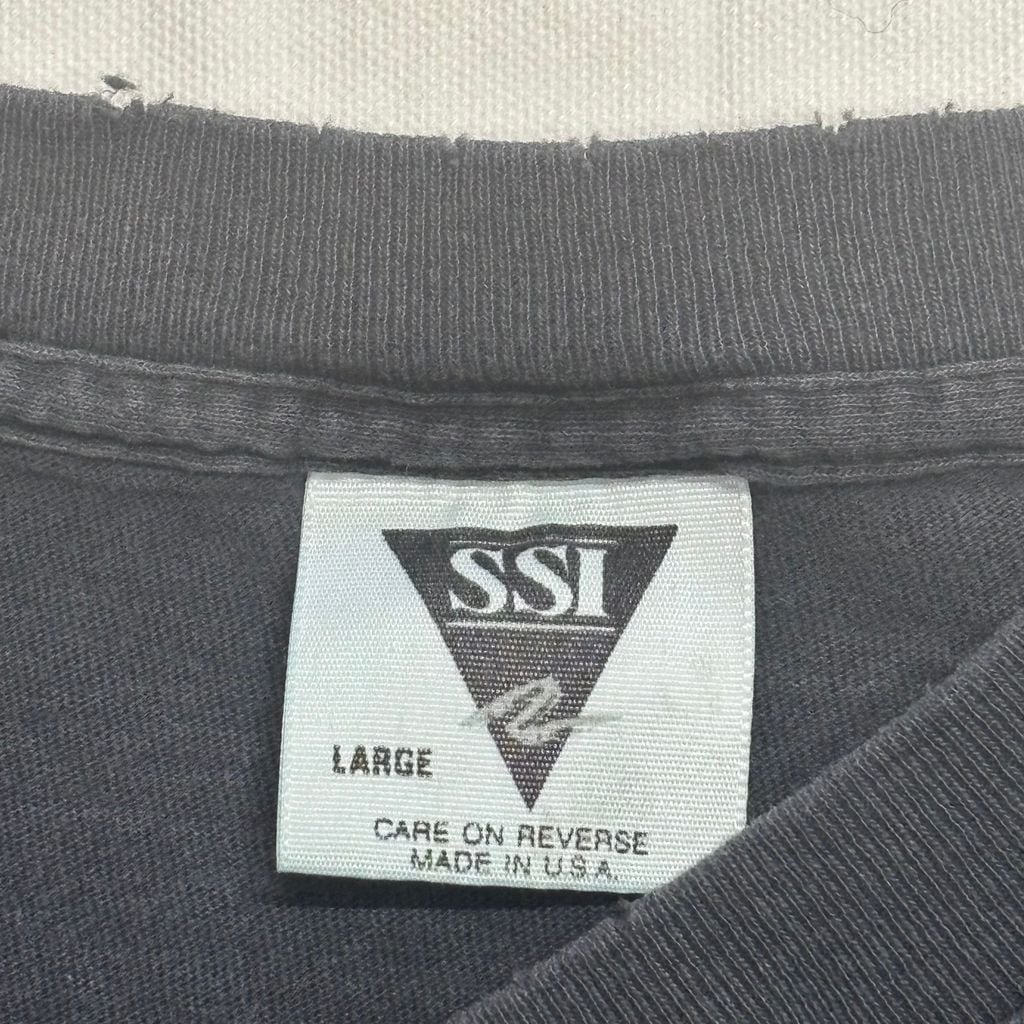 SSI
LARGE
CARE ON REVERSE
MADE IN U.S.A.